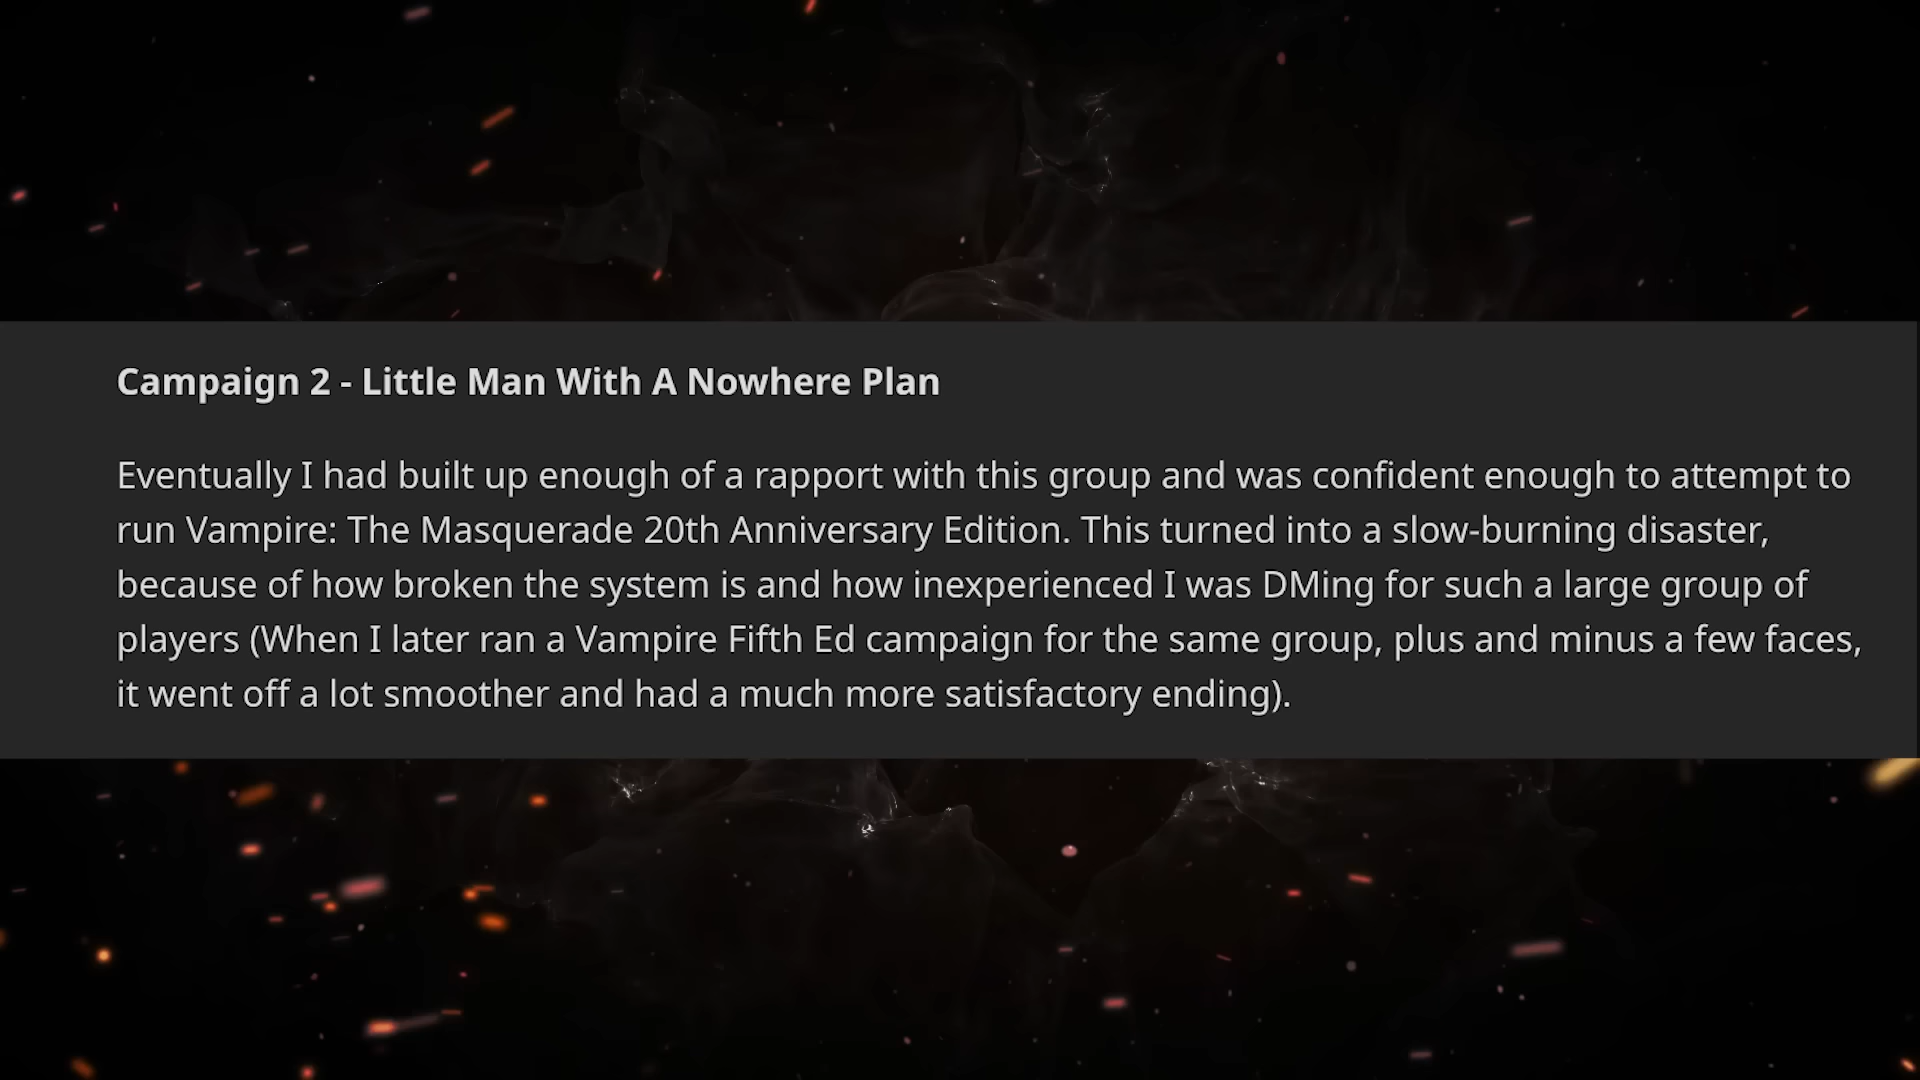 Campaign 2 - Little Man With A Nowhere Plan
Eventually I had built up enough of a rapport with this group and was confident enough to attempt to
run Vampire: The Masquerade 20th Anniversary Edition. This turned into a slow-burning disaster,
because of how broken the system is and how inexperienced I was DMing for such a large group of
players (When I later ran a Vampire Fifth Ed campaign for the same group, plus and minus a few faces,
it went off a lot smoother and had a much more satisfactory ending).